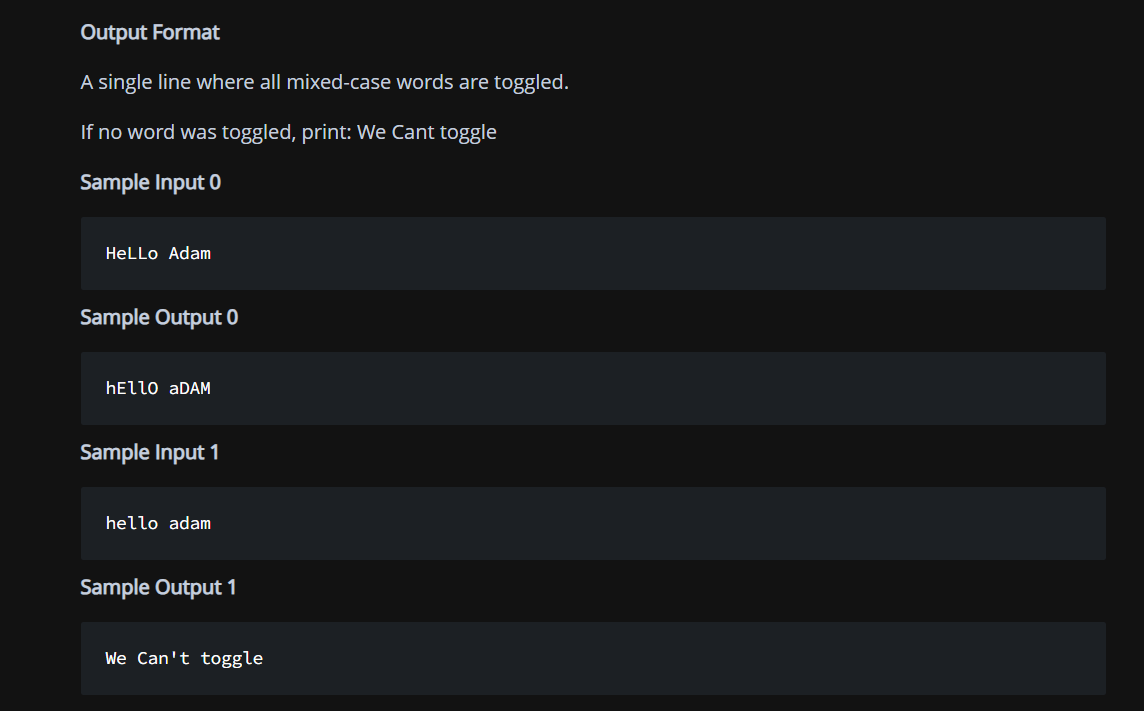 Output Format
A single line where all mixed-case words are toggled.
If no word was toggled, print: We Cant toggle
Sample Input 0
HeLLo Adam
Sample Output 0
hEllO aDAM
Sample Input 1
hello adam
Sample Output 1
We Can't toggle